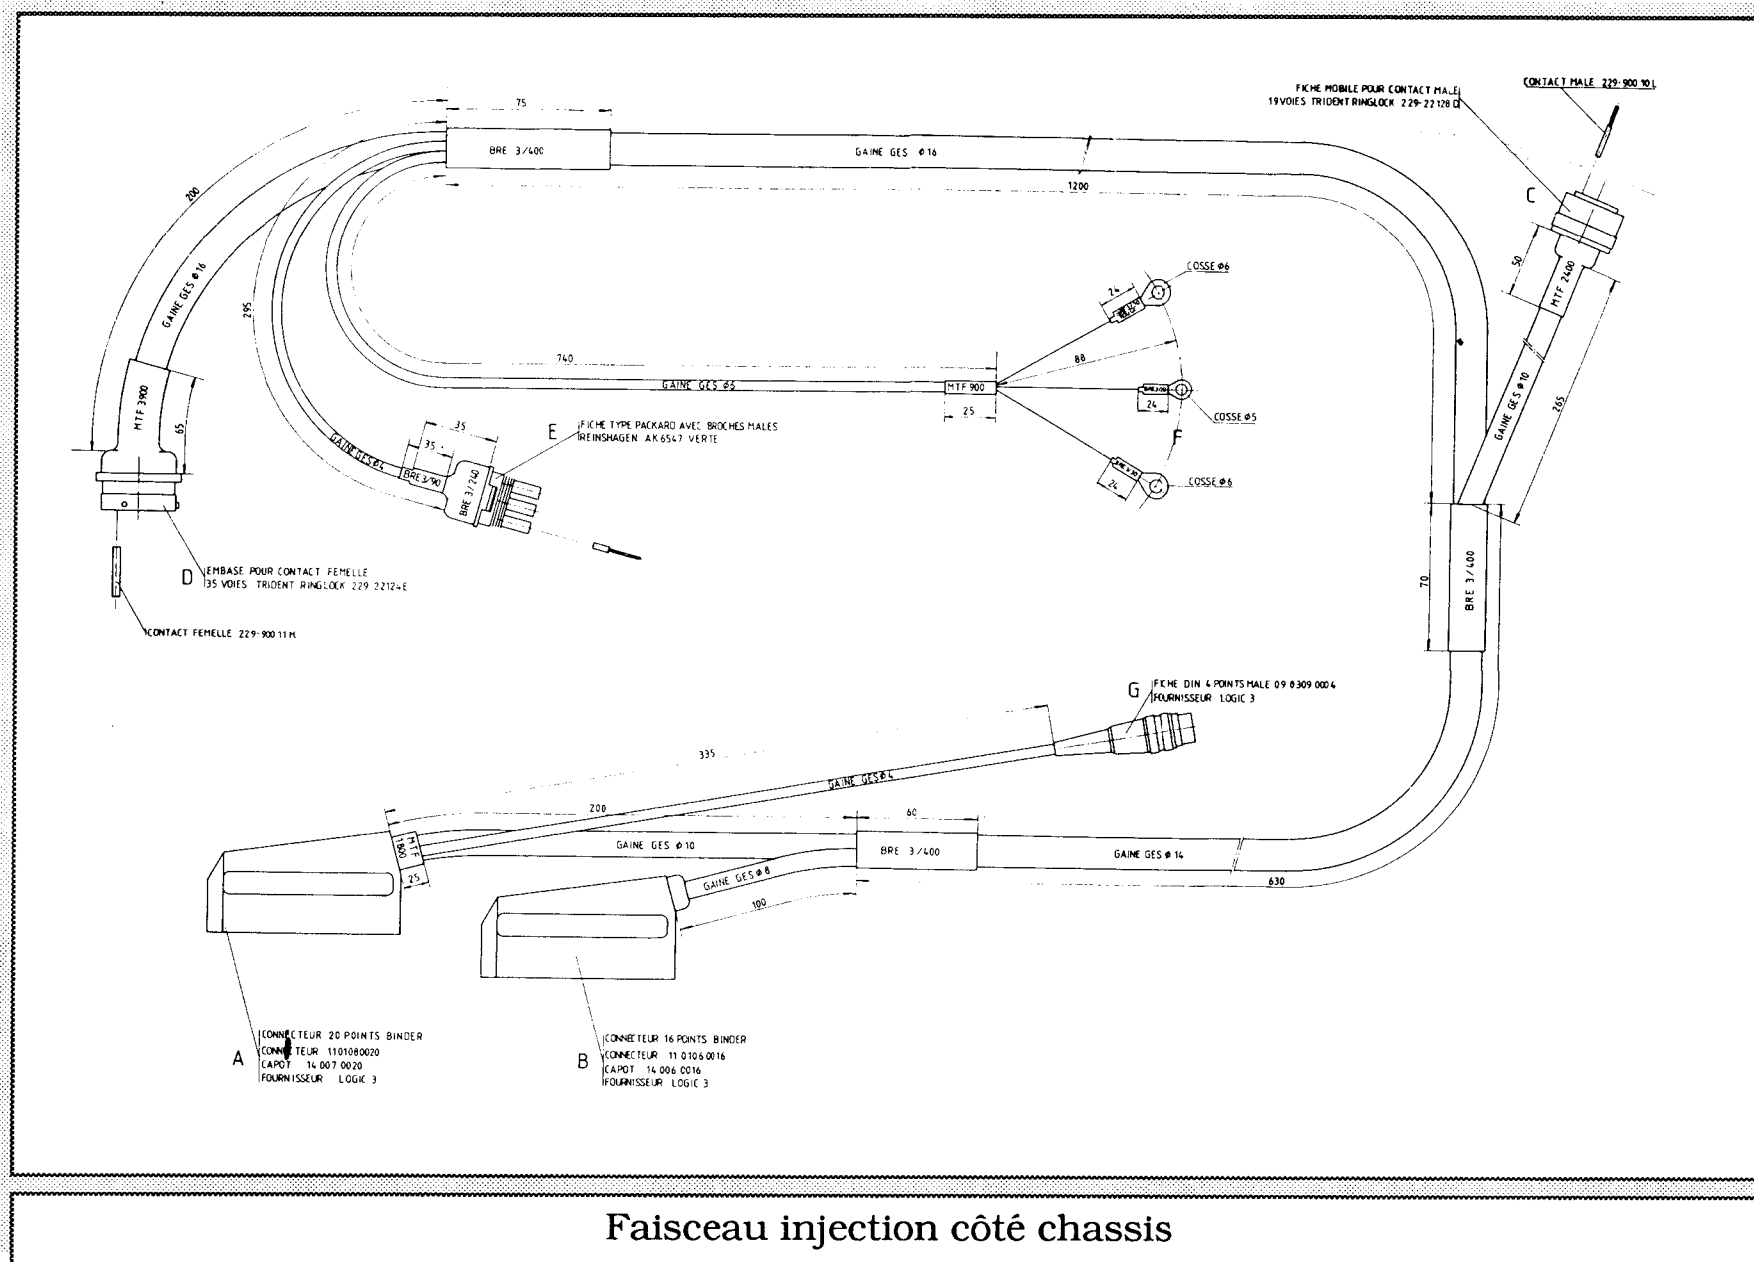 75
BRE 3/400
GAINE GES Ø16
1200
FICHE MOBILE POUR CONTACT MALE
19 VOIES TRIDENT RINGLOCK 229-22128 D
CONTACT MALE 229-900 10 L
C
50
MTF 2400
GAINE GES Ø10
265
200
GAINE GES Ø16
295
MTF 3900
65
COSSE Ø6
24
88
740
GAINE GES Ø5
MTF 900
25
24
COSSE Ø5
F
24
COSSE Ø6
35
35
GAINE GES Ø4
BRE 3/90
BRE 3/240
E
FICHE TYPE PACKARD AVEC BROCHES MALES
REINSHAGEN AK6547 VERTE
D
EMBASE POUR CONTACT FEMELLE
35 VOIES TRIDENT RINGLOCK 229 22124E
CONTACT FEMELLE 229-900 11 M
70
BRE 3/400
G
FICHE DIN 4 POINTS MALE 09 0309 0004
FOURNISSEUR LOGIC 3
335
GAINE GES Ø4
200
60
MTF 1800
25
GAINE GES Ø10
BRE 3/400
GAINE GES Ø14
630
GAINE GES Ø8
100
A
CONNECTEUR 20 POINTS BINDER
CONNECTEUR 1101080020
CAPOT 14 007 0020
FOURNISSEUR LOGIC 3
B
CONNECTEUR 16 POINTS BINDER
CONNECTEUR 11 0106 0016
CAPOT 14 006 0016
FOURNISSEUR LOGIC 3
Faisceau injection côté chassis